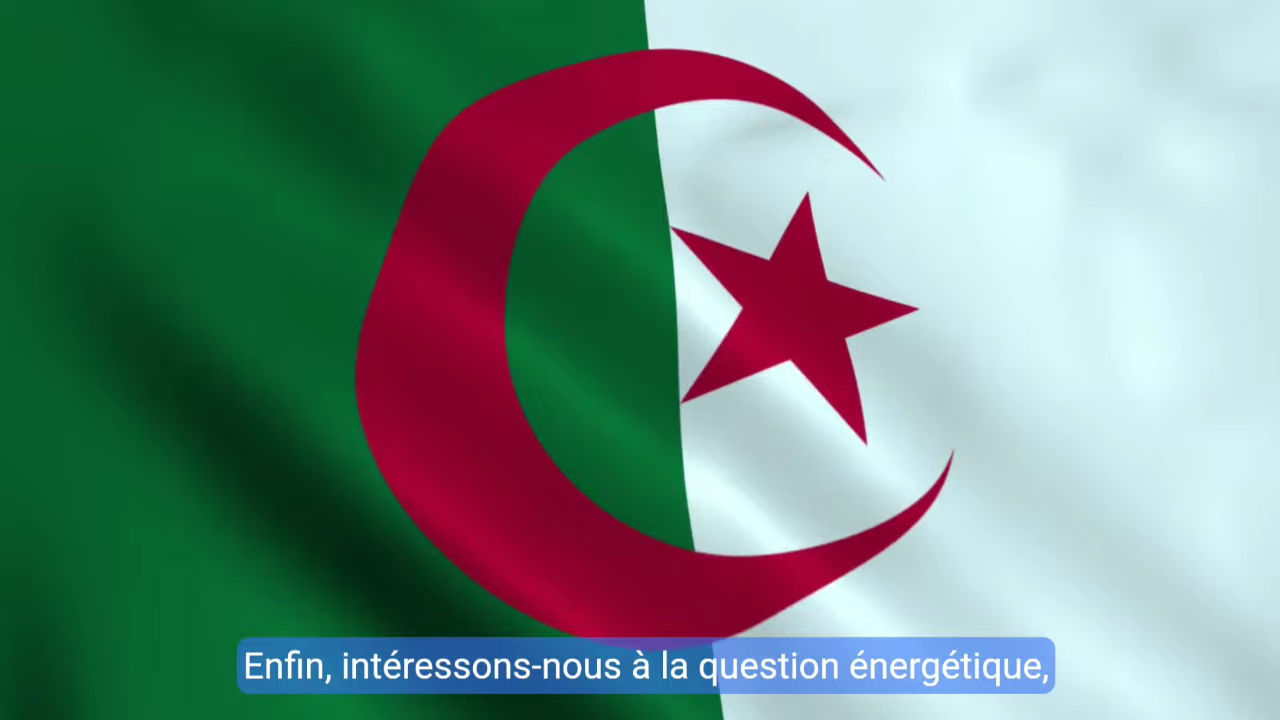 Enfin, intéressons-nous à la question énergétique,